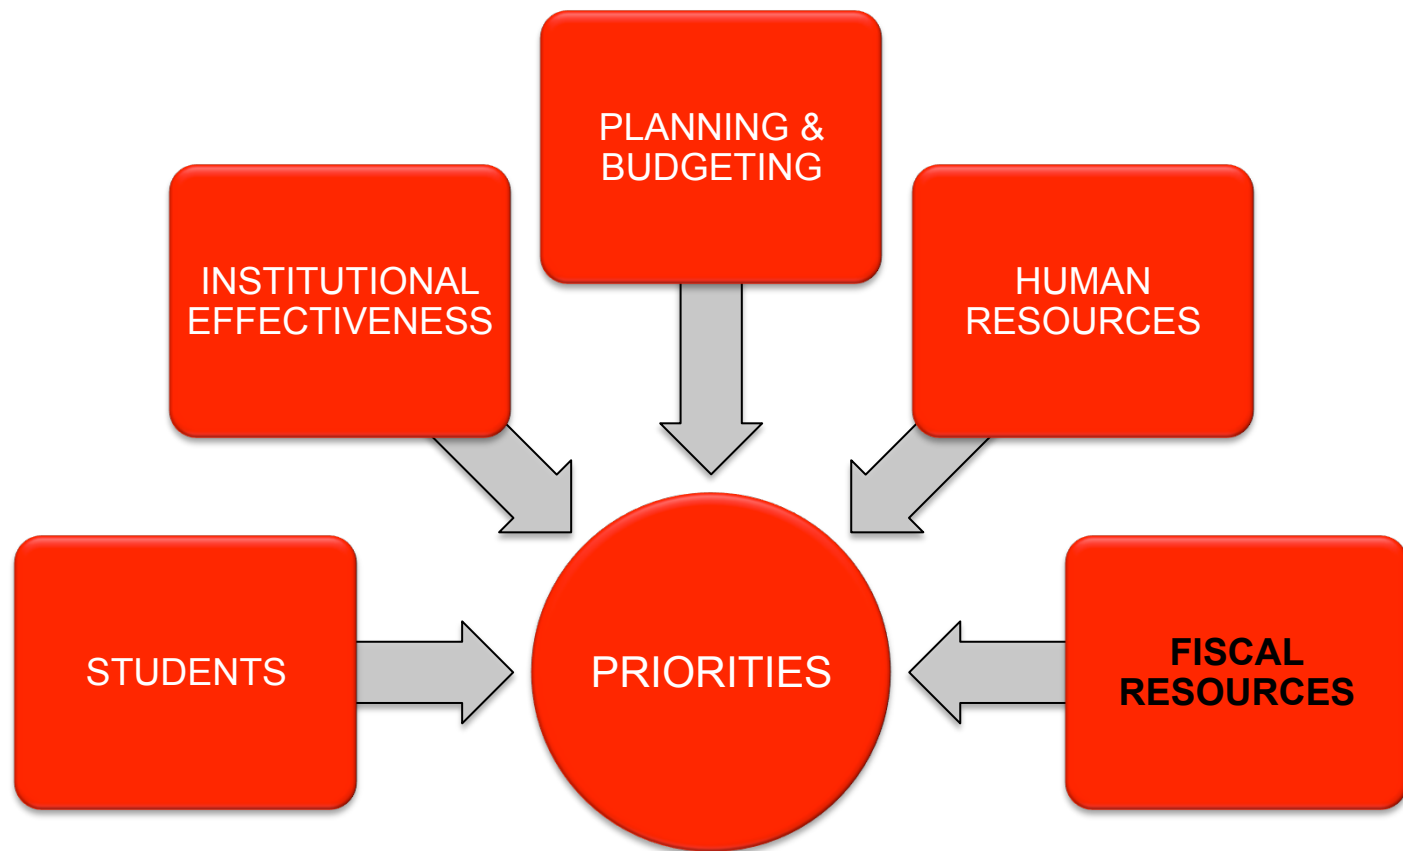 PLANNING &
BUDGETING
INSTITUTIONAL
EFFECTIVENESS
HUMAN
RESOURCES
STUDENTS
PRIORITIES
FISCAL
RESOURCES